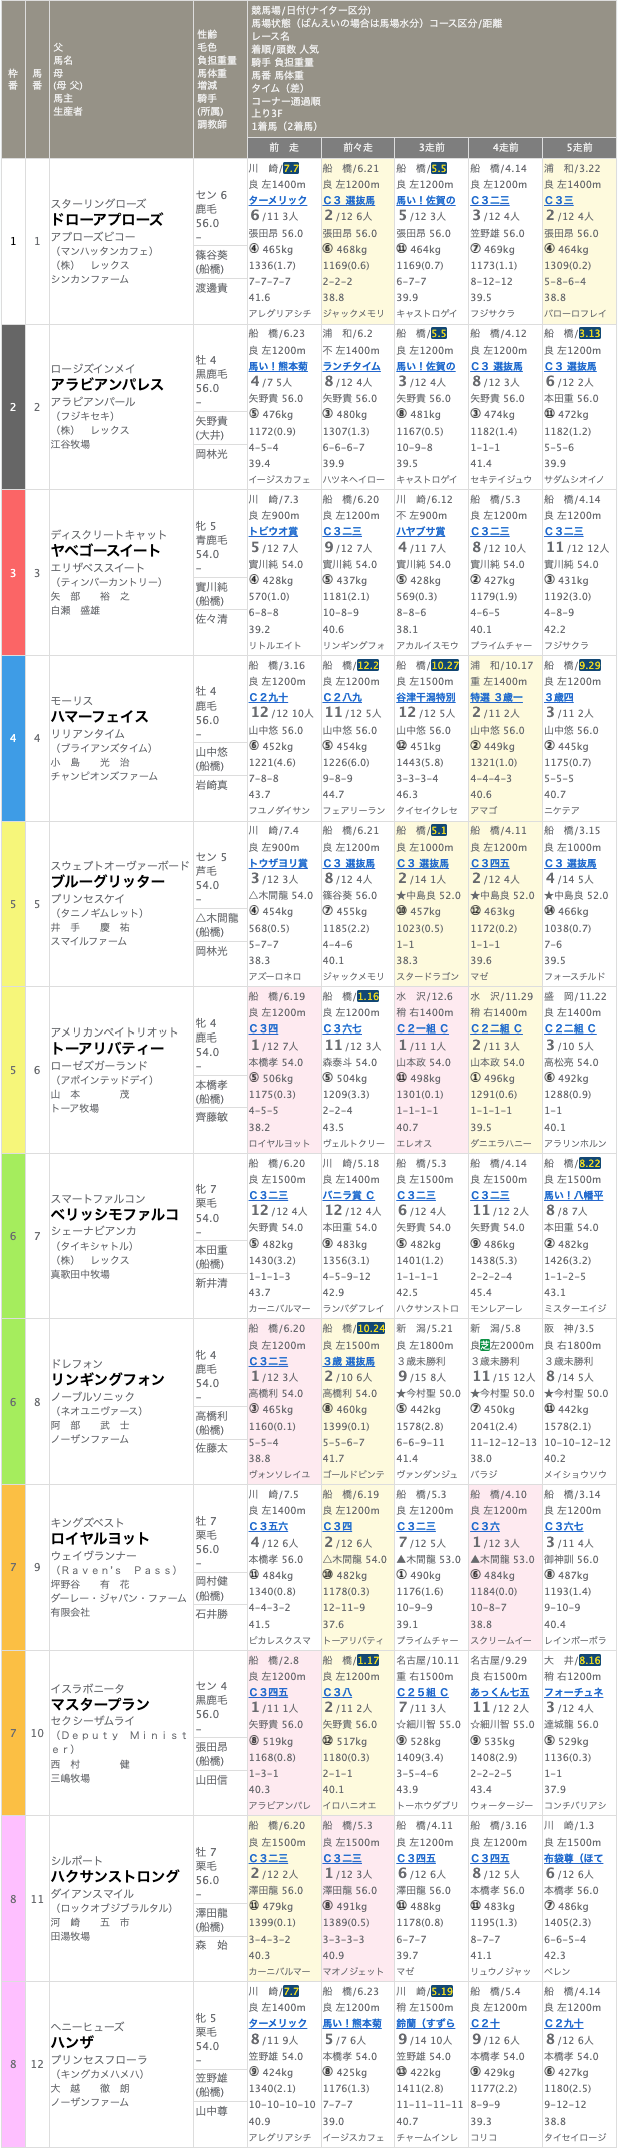 枠番
馬番
父
馬名
母
(母 父)
馬主
生産者
性齢
毛色
負担重量
馬体重
増減
騎手
(所属)
調教師
競馬場/日付(ナイター区分)
馬場状態（ばんえいの場合は馬場水分）コース区分/距離
レース名
着順/頭数 人気
騎手 負担重量
馬番 馬体重
タイム（差）
コーナー通過順
上り3F
1着馬（2着馬）
前　走
前々走
3走前
4走前
5走前
1
1
スターリングローズ
ドローアプローズ
アプローズビコー
（マンハッタンカフェ）
（株）　レックス
シンカンファーム
セン 6
鹿毛
56.0
–
篠谷葵
(船橋)
渡邊貴
川　崎/7.7
良 左1400m
ターメリック
6 /11 3人
張田昂 56.0
④ 465kg
1336(1.7)
7-7-7-7
41.6
アレグリアシチ
船　橋/6.21
良 左1200m
C３ 選抜馬
2 /12 6人
張田昂 56.0
⑥ 468kg
1169(0.6)
2-2-2
38.8
ジャックメモリ
船　橋/5.5
良 左1200m
馬い！佐賀の
5 /12 3人
張田昂 56.0
⑪ 464kg
1169(0.7)
6-7-7
39.9
キャストロゲイ
船　橋/4.14
良 左1200m
C３二三
3 /12 4人
笠野雄 56.0
⑦ 469kg
1173(1.1)
8-12-12
39.5
フジサクラ
浦　和/3.22
良 左1400m
C３三
2 /12 4人
張田昂 56.0
④ 464kg
1309(0.2)
5-8-6-4
38.8
バローロフレイ
2
2
ロージズインメイ
アラビアンパレス
アラビアンパール
（フジキセキ）
（株）　レックス
江谷牧場
牡 4
黒鹿毛
56.0
–
矢野貴
(大井)
岡林光
船　橋/6.23
良 左1200m
馬い！熊本菊
4 /7 5人
矢野貴 56.0
⑤ 476kg
1172(0.9)
4-5-4
39.4
イージスカフェ
浦　和/6.2
不 左1400m
ランチタイム
8 /12 4人
矢野貴 56.0
③ 480kg
1307(1.3)
6-6-6-7
39.9
ハツネヘイロー
船　橋/5.5
良 左1200m
馬い！佐賀の
3 /12 4人
矢野貴 56.0
⑧ 481kg
1167(0.5)
10-9-8
39.5
キャストロゲイ
船　橋/4.12
良 左1200m
C３ 選抜馬
8 /12 3人
矢野貴 56.0
③ 474kg
1182(1.4)
1-1-1
41.4
セキテイジュウ
船　橋/3.13
良 左1200m
C３ 選抜馬
6 /12 2人
本田重 56.0
⑪ 472kg
1182(1.2)
5-5-6
39.9
サダムシオイノ
3
3
ディスクリートキャット
ヤベゴースイート
エリザベススイート
（ティンバーカントリー）
矢　部　　裕　之
白瀬　盛雄
牝 5
青鹿毛
54.0
–
實川純
(船橋)
佐々清
川　崎/7.3
良 左900m
トビウオ賞
5 /12 7人
實川純 54.0
④ 428kg
570(1.0)
6-8-8
39.2
リトルエイト
船　橋/6.20
良 左1200m
C３二三
9 /12 7人
實川純 54.0
⑤ 437kg
1181(2.1)
10-8-9
40.6
リンギングフォ
川　崎/6.12
不 左900m
ハヤブサ賞
4 /11 7人
實川純 54.0
⑤ 428kg
569(0.3)
8-8-6
38.1
アカルイスモウ
船　橋/5.3
良 左1200m
C３二三
8 /12 10人
實川純 54.0
② 427kg
1179(1.9)
4-6-5
40.1
プライムチャー
船　橋/4.14
良 左1200m
C３二三
11 /12 12人
實川純 54.0
③ 431kg
1192(3.0)
4-8-9
42.2
フジサクラ
4
4
モーリス
ハマーフェイス
リリアンタイム
（ブライアンズタイム）
小　島　　光　治
チャンピオンズファーム
牡 4
鹿毛
56.0
–
山中悠
(船橋)
岩崎真
船　橋/3.16
良 左1200m
C２九十
12 /12 10人
山中悠 56.0
⑥ 452kg
1221(4.6)
7-8-8
43.7
フユノダイサン
船　橋/12.2
良 左1200m
C２八九
11 /12 5人
山中悠 56.0
⑤ 454kg
1226(6.0)
9-8-9
44.7
フェアリーラン
船　橋/10.27
良 左1500m
谷津干潟特別
12 /12 5人
山中悠 56.0
⑫ 451kg
1443(5.8)
3-3-3-4
46.3
タイセイクレセ
浦　和/10.17
重 左1400m
特選 ３歳一
2 /11 2人
山中悠 56.0
② 449kg
1321(1.0)
4-4-4-3
40.6
アマゴ
船　橋/9.29
良 左1200m
３歳四
3 /11 2人
山中悠 56.0
② 445kg
1175(0.7)
5-5-5
40.7
ニケテア
5
5
スウェプトオーヴァーボード
ブルーグリッター
プリンセスケイ
（タニノギムレット）
井　手　　慶　祐
スマイルファーム
セン 5
芦毛
54.0
–
△木間龍
(船橋)
岡林光
川　崎/7.4
良 左900m
トウザヨリ賞
3 /12 3人
△木間龍 54.0
④ 454kg
568(0.5)
5-7-7
38.3
アズーロネロ
船　橋/6.21
良 左1200m
C３ 選抜馬
8 /12 4人
篠谷葵 56.0
⑦ 455kg
1185(2.2)
4-4-6
40.1
ジャックメモリ
船　橋/5.1
良 左1000m
C３ 選抜馬
2 /14 1人
★中島良 52.0
⑩ 457kg
1023(0.5)
1-1
38.3
スタードラゴン
船　橋/4.11
良 左1200m
C３四五
2 /12 4人
★中島良 52.0
⑫ 463kg
1172(0.2)
1-1-1
39.6
マゼ
船　橋/3.15
良 左1000m
C３ 選抜馬
4 /14 5人
★中島良 52.0
⑭ 466kg
1038(0.7)
7-6
39.5
フォースチルド
5
6
アメリカンペイトリオット
トーアリバティー
ローゼズガーランド
（アポインテッドデイ）
山　本　　　　茂
トーア牧場
牝 4
鹿毛
54.0
–
本橋孝
(船橋)
齊藤敏
船　橋/6.19
良 左1200m
C３四
1 /12 7人
本橋孝 54.0
⑤ 506kg
1175(0.3)
4-5-5
38.2
ロイヤルヨット
船　橋/1.16
良 左1200m
C３六七
11 /12 3人
森泰斗 54.0
⑤ 504kg
1209(3.3)
2-2-4
43.5
ヴェルトクリー
水　沢/12.6
稍 右1400m
C２一組 C
1 /11 1人
山本政 54.0
⑪ 498kg
1301(0.1)
1-1-1-1
40.7
エレオス
水　沢/11.29
稍 右1400m
C２二組 C
2 /11 3人
山本政 54.0
① 496kg
1291(0.6)
1-1-1-1
39.5
ダニエラハニー
盛　岡/11.22
良 左1400m
C２二組 C
3 /10 5人
高松亮 54.0
⑥ 492kg
1288(0.9)
1-1
40.1
アラリンホルン
6
7
スマートファルコン
ベリッシモファルコ
シェーナビアンカ
（タイキシャトル）
（株）　レックス
真歌田中牧場
牝 7
栗毛
54.0
–
本田重
(船橋)
新井清
船　橋/6.20
良 左1500m
C３二三
12 /12 4人
矢野貴 54.0
⑤ 482kg
1430(3.2)
1-1-1-3
43.7
カーニバルマー
川　崎/5.18
良 左1400m
バニラ賞 C
12 /12 4人
本田重 54.0
⑨ 483kg
1356(3.1)
4-5-9-12
42.9
ランバダフレイ
船　橋/5.3
良 左1500m
C３二三
6 /12 4人
矢野貴 54.0
⑤ 482kg
1401(1.2)
1-1-1-1
42.5
ハクサンストロ
船　橋/4.14
良 左1500m
C３二三
11 /12 2人
矢野貴 54.0
⑨ 486kg
1438(5.3)
2-2-2-4
45.4
モンレアーレ
船　橋/8.22
良 左1500m
馬い！八幡平
8 /8 7人
本田重 54.0
② 482kg
1426(3.2)
1-1-2-5
43.1
ミスターエイジ
6
8
ドレフォン
リンギングフォン
ノーブルソニック
（ネオユニヴァース）
阿　部　　武　士
ノーザンファーム
牝 4
鹿毛
54.0
–
高橋利
(船橋)
佐藤太
船　橋/6.20
良 左1200m
C３二三
1 /12 3人
高橋利 54.0
③ 465kg
1160(0.1)
5-5-4
38.8
ヴォンソレイユ
船　橋/10.24
良 左1500m
３歳 選抜馬
2 /10 6人
高橋利 54.0
⑧ 460kg
1399(0.1)
5-5-6-7
41.7
ゴールドビンテ
新　潟/5.21
良 左1800m
３歳未勝利
9 /15 8人
★今村聖 50.0
⑤ 442kg
1578(2.8)
6-6-9-11
41.4
ヴァンダンジュ
新　潟/5.8
良芝左2000m
３歳未勝利
11 /15 12人
★今村聖 50.0
⑦ 450kg
2041(2.4)
11-12-12-13
38.0
バラジ
阪　神/3.5
良 右1800m
３歳未勝利
8 /14 5人
★今村聖 50.0
⑪ 442kg
1578(2.1)
10-10-12-12
40.2
メイショウソウ
7
9
キングズベスト
ロイヤルヨット
ウェイヴランナー
（Ｒａｖｅｎ'ｓ　Ｐａｓｓ）
坪野谷　　有　花
ダーレー・ジャパン・ファーム
有限会社
牡 7
栗毛
56.0
–
岡村健
(船橋)
石井勝
川　崎/7.5
良 左1400m
C３五六
4 /12 6人
本橋孝 56.0
⑪ 484kg
1340(0.8)
4-4-3-2
41.5
ピカレスクスマ
船　橋/6.19
良 左1200m
C３四
2 /12 6人
△木間龍 54.0
⑩ 482kg
1178(0.3)
12-11-9
37.6
トーアリバティ
船　橋/5.3
良 左1200m
C３二三
7 /12 5人
▲木間龍 53.0
① 490kg
1176(1.6)
10-9-9
39.1
プライムチャー
船　橋/4.10
良 左1200m
C３六
1 /12 3人
▲木間龍 53.0
⑥ 484kg
1184(0.0)
10-8-7
38.8
スクリームイー
船　橋/3.14
良 左1200m
C３六七
3 /11 4人
御神訓 56.0
⑧ 487kg
1193(1.4)
9-10-9
40.4
レインボーボラ
7
10
イスラボニータ
マスタープラン
セクシーザムライ
（Ｄｅｐｕｔｙ　Ｍｉｎｉｓｔ
ｅｒ）
西　村　　　　健
三嶋牧場
セン 4
黒鹿毛
56.0
–
張田昂
(船橋)
山田信
船　橋/2.8
良 左1200m
C３四五
1 /11 1人
矢野貴 56.0
⑧ 519kg
1168(0.8)
1-3-1
40.3
アラビアンパレ
船　橋/1.17
良 左1200m
C３八
2 /11 2人
矢野貴 56.0
⑫ 517kg
1180(0.3)
2-1-1
40.1
イロハニオエ
名古屋/10.11
重 右1500m
C２５組 C
7 /11 3人
☆細川智 55.0
⑨ 528kg
1409(3.4)
3-5-4-6
43.9
トーホウダブリ
名古屋/9.29
良 右1500m
あっくん七五
11 /12 2人
☆細川智 55.0
⑨ 535kg
1408(2.9)
2-2-2-5
43.4
ウォータージー
大　井/8.16
稍 右1200m
フォーチュネ
3 /12 4人
達城龍 56.0
⑤ 529kg
1136(0.3)
1-1
37.9
コンチパリアシ
8
11
シルポート
ハクサンストロング
ダイアンスマイル
（ロックオブジブラルタル）
河　崎　　五　市
田湯牧場
牡 7
栗毛
56.0
–
澤田龍
(船橋)
森　始
船　橋/6.20
良 左1500m
C３二三
2 /12 2人
澤田龍 56.0
⑪ 479kg
1399(0.1)
3-4-3-2
40.3
カーニバルマー
船　橋/5.3
良 左1500m
C３二三
1 /12 3人
澤田龍 56.0
⑧ 491kg
1389(0.5)
3-3-3-3
40.9
マオノジェット
船　橋/4.11
良 左1200m
C３四五
6 /12 6人
澤田龍 56.0
⑪ 488kg
1178(0.8)
6-7-7
39.7
マゼ
船　橋/3.16
良 左1200m
C３四五
8 /12 5人
本橋孝 56.0
⑪ 483kg
1195(1.3)
8-7-7
41.1
リュウノジャッ
川　崎/1.3
良 左1500m
布袋尊（ほて
6 /12 6人
本橋孝 56.0
⑦ 486kg
1405(2.3)
6-6-5-4
42.3
ベレン
8
12
ヘニーヒューズ
ハンザ
プリンセスフローラ
（キングカメハメハ）
大　越　　徹　朗
ノーザンファーム
牝 5
栗毛
54.0
–
笠野雄
(船橋)
山中尊
川　崎/7.7
良 左1400m
ターメリック
8 /11 9人
笠野雄 54.0
⑨ 424kg
1340(2.1)
10-10-10-10
40.9
アレグリアシチ
船　橋/6.23
良 左1200m
馬い！熊本菊
5 /7 6人
本橋孝 54.0
⑧ 425kg
1176(1.3)
7-7-7
39.0
イージスカフェ
川　崎/5.19
稍 左1500m
鈴蘭（すずら
9 /14 10人
笠野雄 54.0
⑬ 422kg
1411(2.8)
11-11-11-11
40.7
チャームインレ
船　橋/5.4
良 左1200m
C２十
9 /12 6人
本橋孝 54.0
⑨ 429kg
1177(2.2)
8-9-9
39.3
コリコ
船　橋/4.14
良 左1200m
C２九十
8 /12 6人
本橋孝 54.0
⑥ 427kg
1180(2.5)
9-12-12
38.8
タイセイロージ